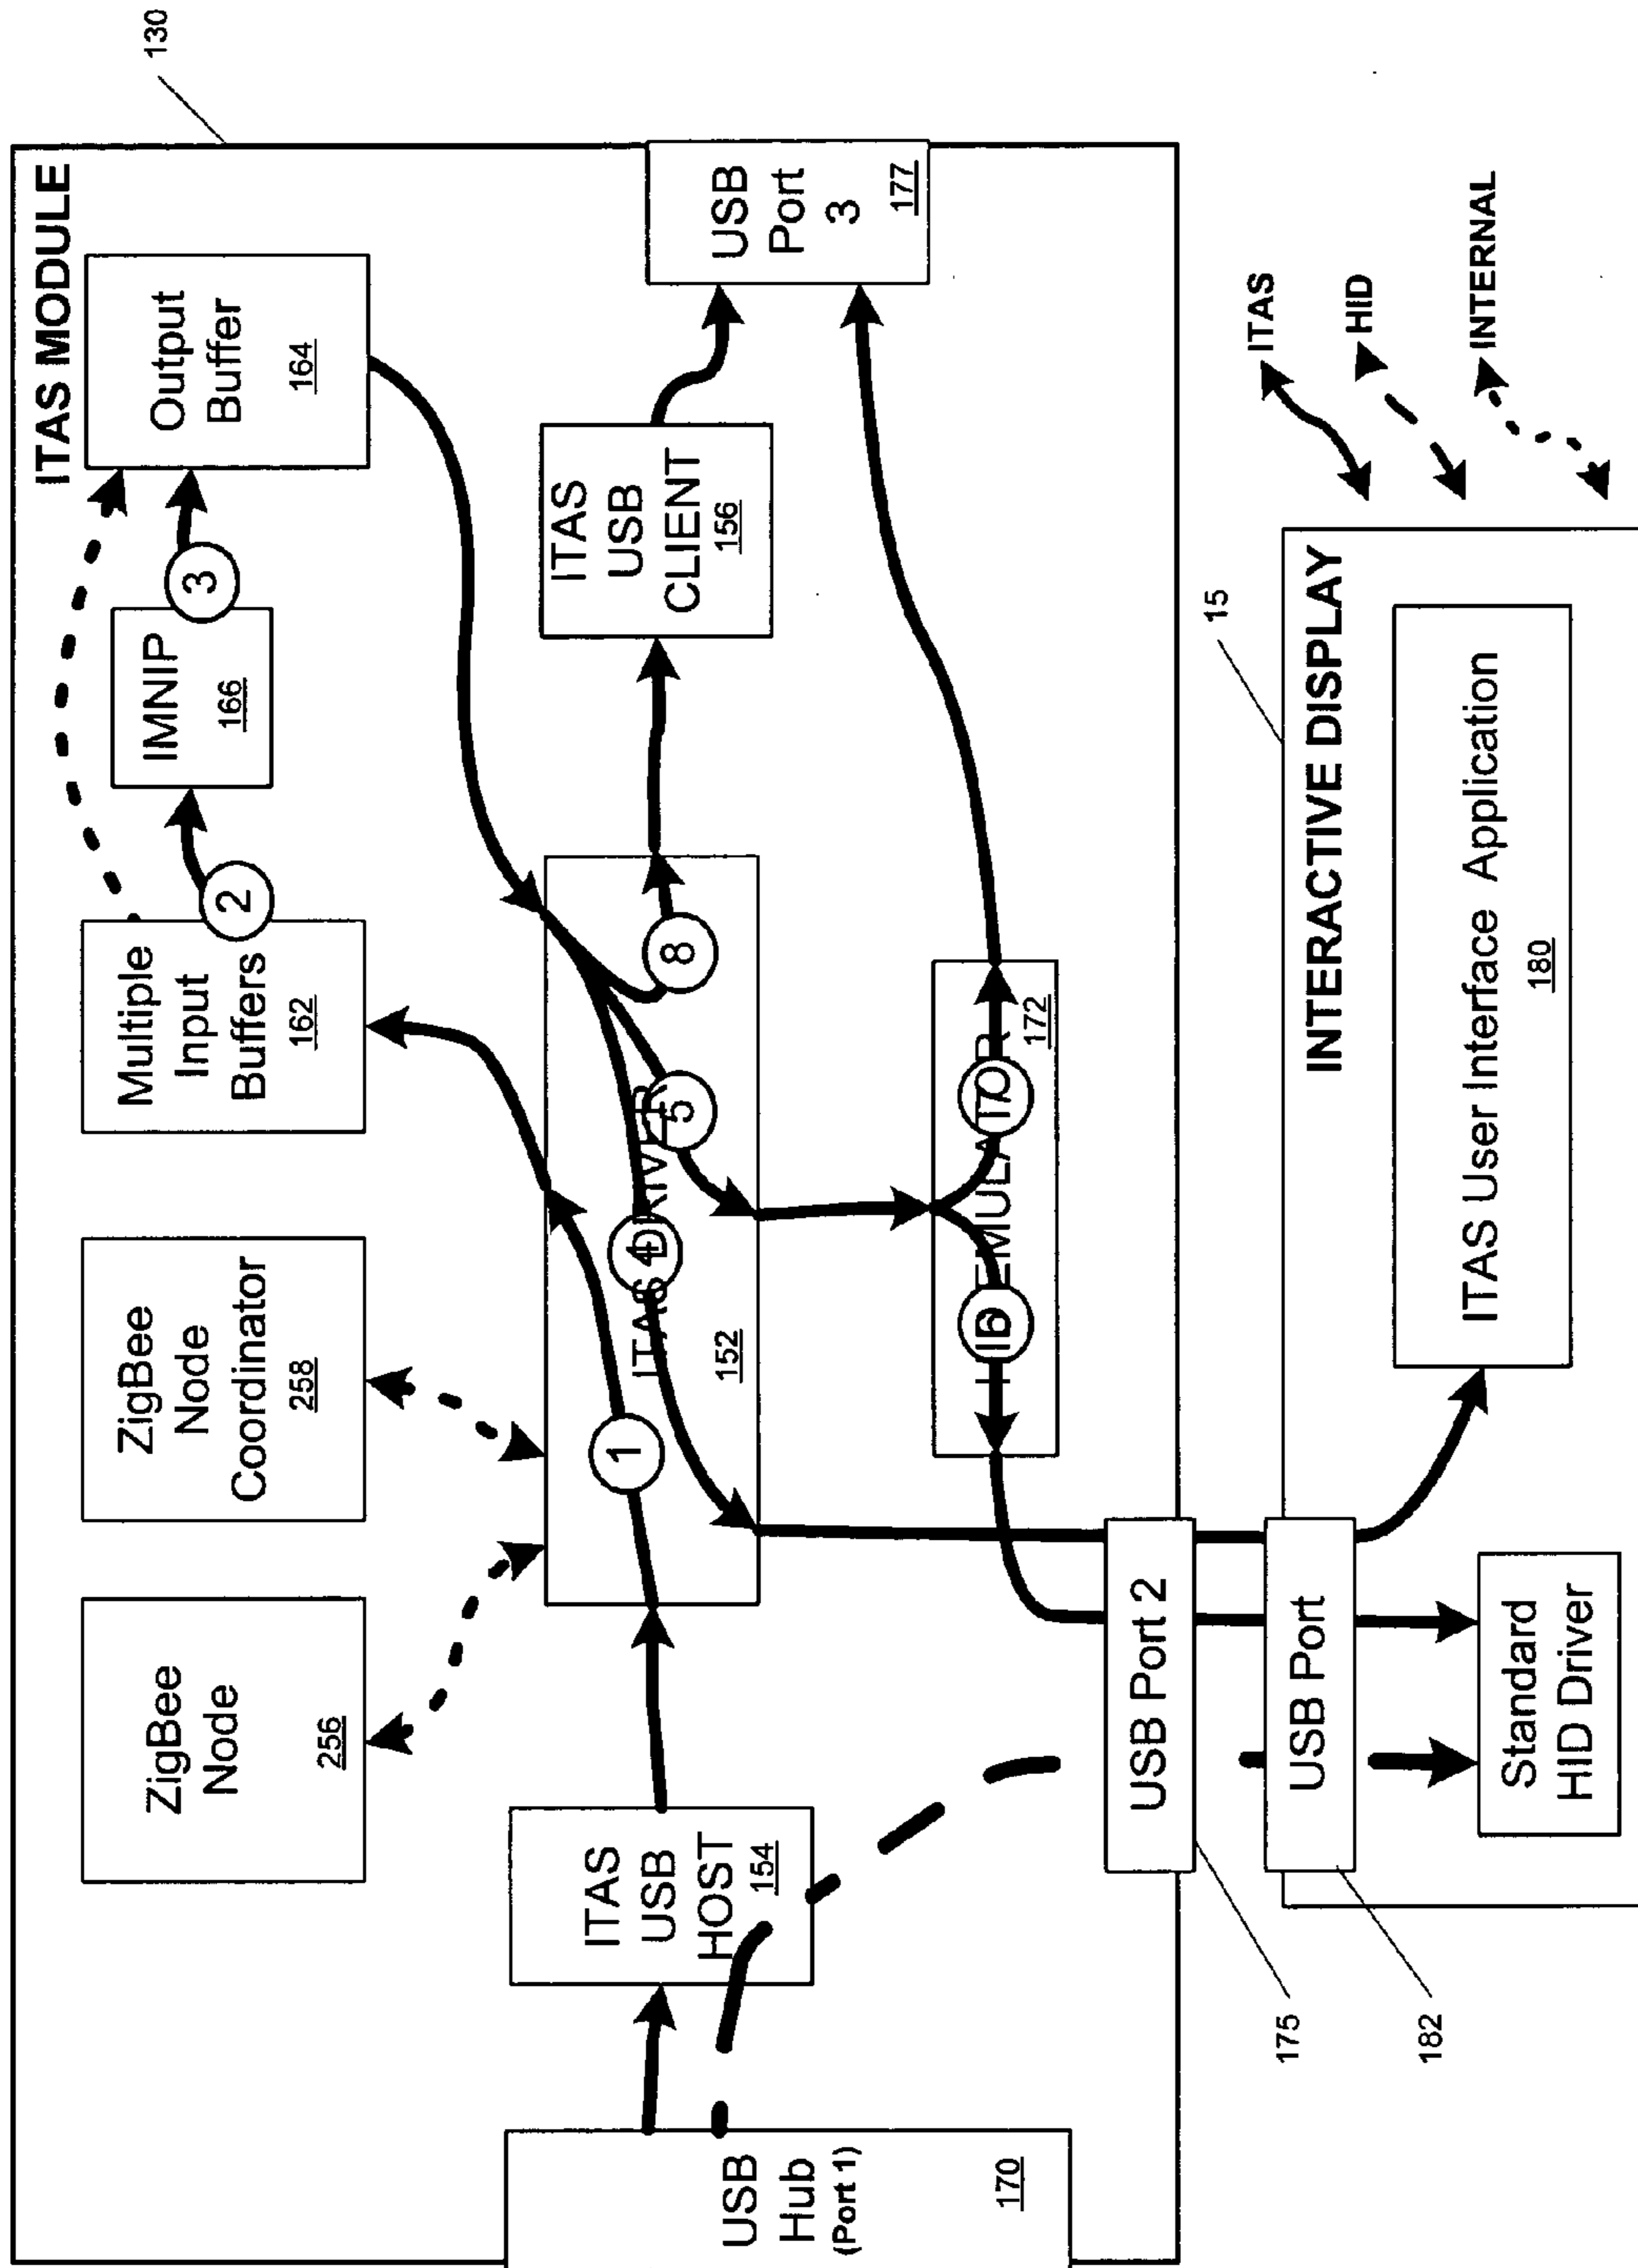 ITAS MODULE
130
ZigBee
Node
256
ZigBee
Node
Coordinator
258
Multiple
Input
Buffers
162
2
IMNIP
166
3
Output
Buffer
164
USB
Hub
(Port 1)
170
ITAS
USB
HOST
154
ITAS DRIVER
152
1
4
5
8
ITAS
USB
CLIENT
156
USB
Port
3
177
EMULATOR
172
6
7
USB Port 2
175
USB Port
182
Standard
HID Driver
INTERACTIVE DISPLAY
15
ITAS User Interface Application
180
ITAS
HID
INTERNAL